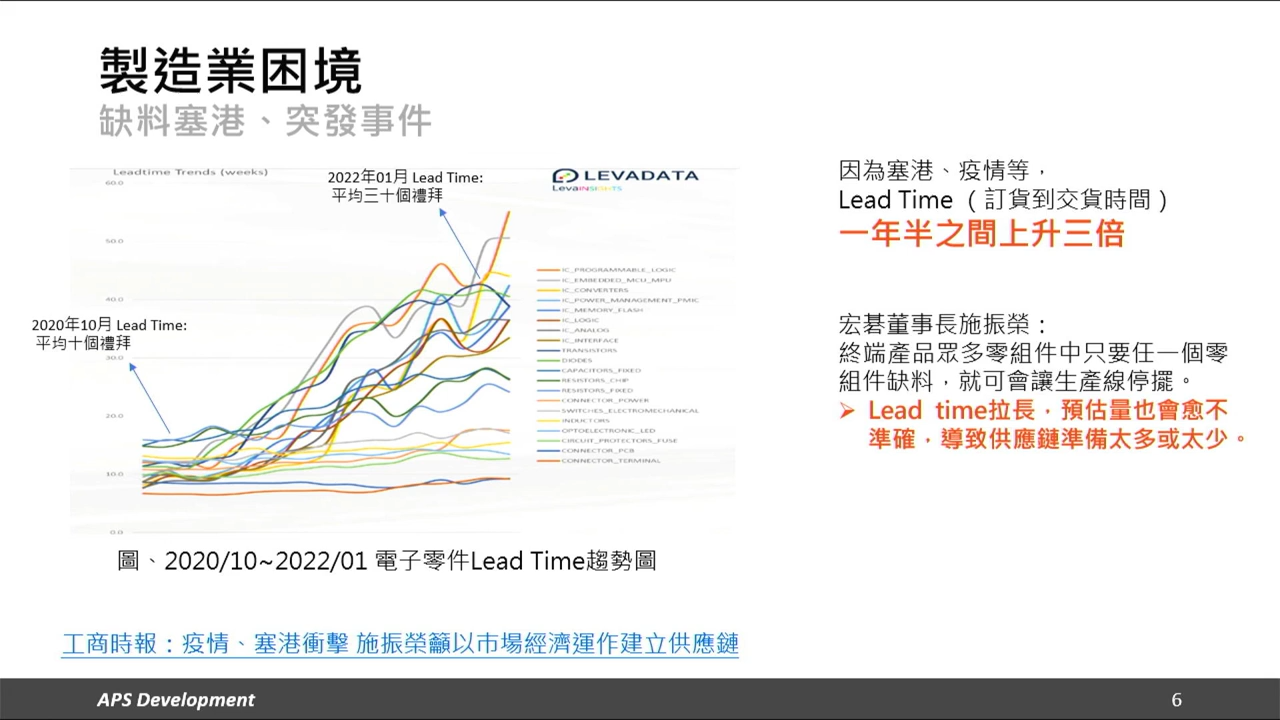 製造業困境
缺料塞港、突發事件
Leadtime Trends (weeks)
60.0
50.0
40.0
30.0
20.0
10.0
0.0
2022年01月 Lead Time:
平均三十個禮拜
2020年10月 Lead Time:
平均十個禮拜
LEVADATA
LevaINSIGHTS
IC_PROGRAMMABLE_LOGIC
IC_EMBEDDED_MCU_MPU
IC_CONVERTERS
IC_POWER_MANAGEMENT_PMIC
IC_MEMORY_FLASH
IC_LOGIC
IC_ANALOG
IC_INTERFACE
TRANSISTORS
DIODES
CAPACITORS_FIXED
RESISTORS_CHIP
RESISTORS_FIXED
CONNECTOR_POWER
SWITCHES_ELECTROMECHANICAL
INDUCTORS
OPTOELECTRONIC_LED
CIRCUIT_PROTECTORS_FUSE
CONNECTOR_PCB
CONNECTOR_TERMINAL
圖、2020/10~2022/01 電子零件Lead Time趨勢圖
因為塞港、疫情等，
Lead Time （訂貨到交貨時間）
一年半之間上升三倍
宏碁董事長施振榮：
終端產品眾多零組件中只要任一個零
組件缺料，就可會讓生產線停擺。
➢ Lead time拉長，預估量也會愈不
準確，導致供應鏈準備太多或太少。
工商時報：疫情、塞港衝擊 施振榮籲以市場經濟運作建立供應鏈
APS Development
6